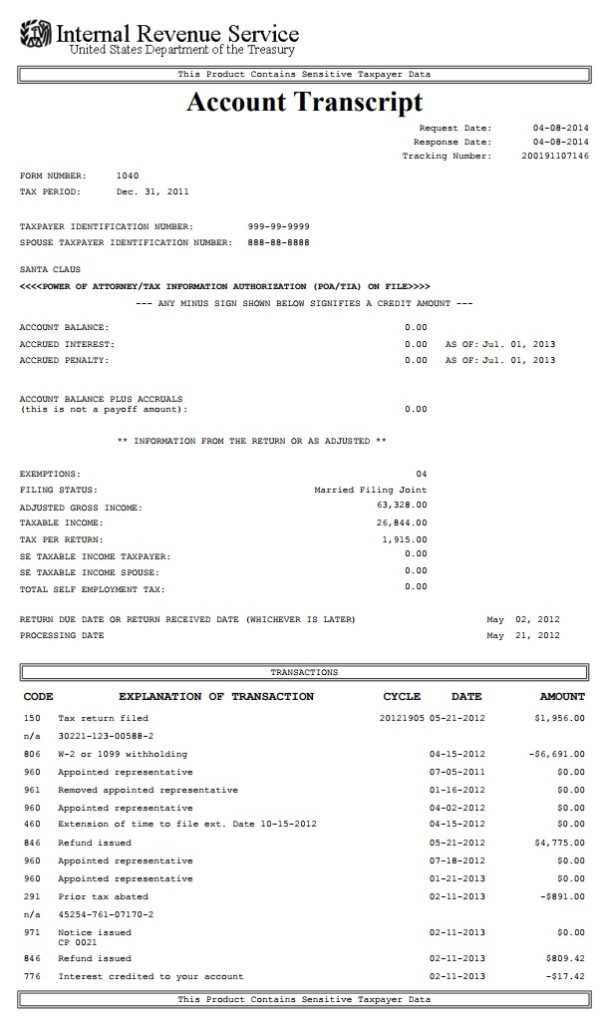 Internal Revenue Service
United States Department of the Treasury
This Product Contains Sensitive Taxpayer Data
Account Transcript
Request Date: 04-08-2014
Response Date: 04-08-2014
Tracking Number: 200191107146
FORM NUMBER: 1040
TAX PERIOD: Dec. 31, 2011
TAXPAYER IDENTIFICATION NUMBER: 999-99-9999
SPOUSE TAXPAYER IDENTIFICATION NUMBER: 888-88-8888
SANTA CLAUS
<<<<POWER OF ATTORNEY/TAX INFORMATION AUTHORIZATION (POA/TIA) ON FILE>>>>
--- ANY MINUS SIGN SHOWN BELOW SIGNIFIES A CREDIT AMOUNT ---
ACCOUNT BALANCE: 0.00
ACCRUED INTEREST: 0.00 AS OF: Jul. 01, 2013
ACCRUED PENALTY: 0.00 AS OF: Jul. 01, 2013
ACCOUNT BALANCE PLUS ACCRUALS
(this is not a payoff amount): 0.00
** INFORMATION FROM THE RETURN OR AS ADJUSTED **
EXEMPTIONS: 04
FILING STATUS: Married Filing Joint
ADJUSTED GROSS INCOME: 63,328.00
TAXABLE INCOME: 26,844.00
TAX PER RETURN: 1,915.00
SE TAXABLE INCOME TAXPAYER: 0.00
SE TAXABLE INCOME SPOUSE: 0.00
TOTAL SELF EMPLOYMENT TAX: 0.00
RETURN DUE DATE OR RETURN RECEIVED DATE (WHICHEVER IS LATER) May 02, 2012
PROCESSING DATE May 21, 2012
TRANSACTIONS
CODE EXPLANATION OF TRANSACTION CYCLE DATE AMOUNT
150 Tax return filed 20121905 05-21-2012 $1,956.00
n/a 30221-123-00588-2
806 W-2 or 1099 withholding 04-15-2012 -$6,691.00
960 Appointed representative 07-05-2011 $0.00
961 Removed appointed representative 01-16-2012 $0.00
960 Appointed representative 04-02-2012 $0.00
460 Extension of time to file ext. Date 10-15-2012 04-15-2012 $0.00
846 Refund issued 05-21-2012 $4,775.00
960 Appointed representative 07-18-2012 $0.00
960 Appointed representative 01-21-2013 $0.00
291 Prior tax abated 02-11-2013 -$891.00
n/a 45254-761-07170-2
971 Notice issued 02-11-2013 $0.00
CP 0021
846 Refund issued 02-11-2013 $809.42
776 Interest credited to your account 02-11-2013 -$17.42
This Product Contains Sensitive Taxpayer Data